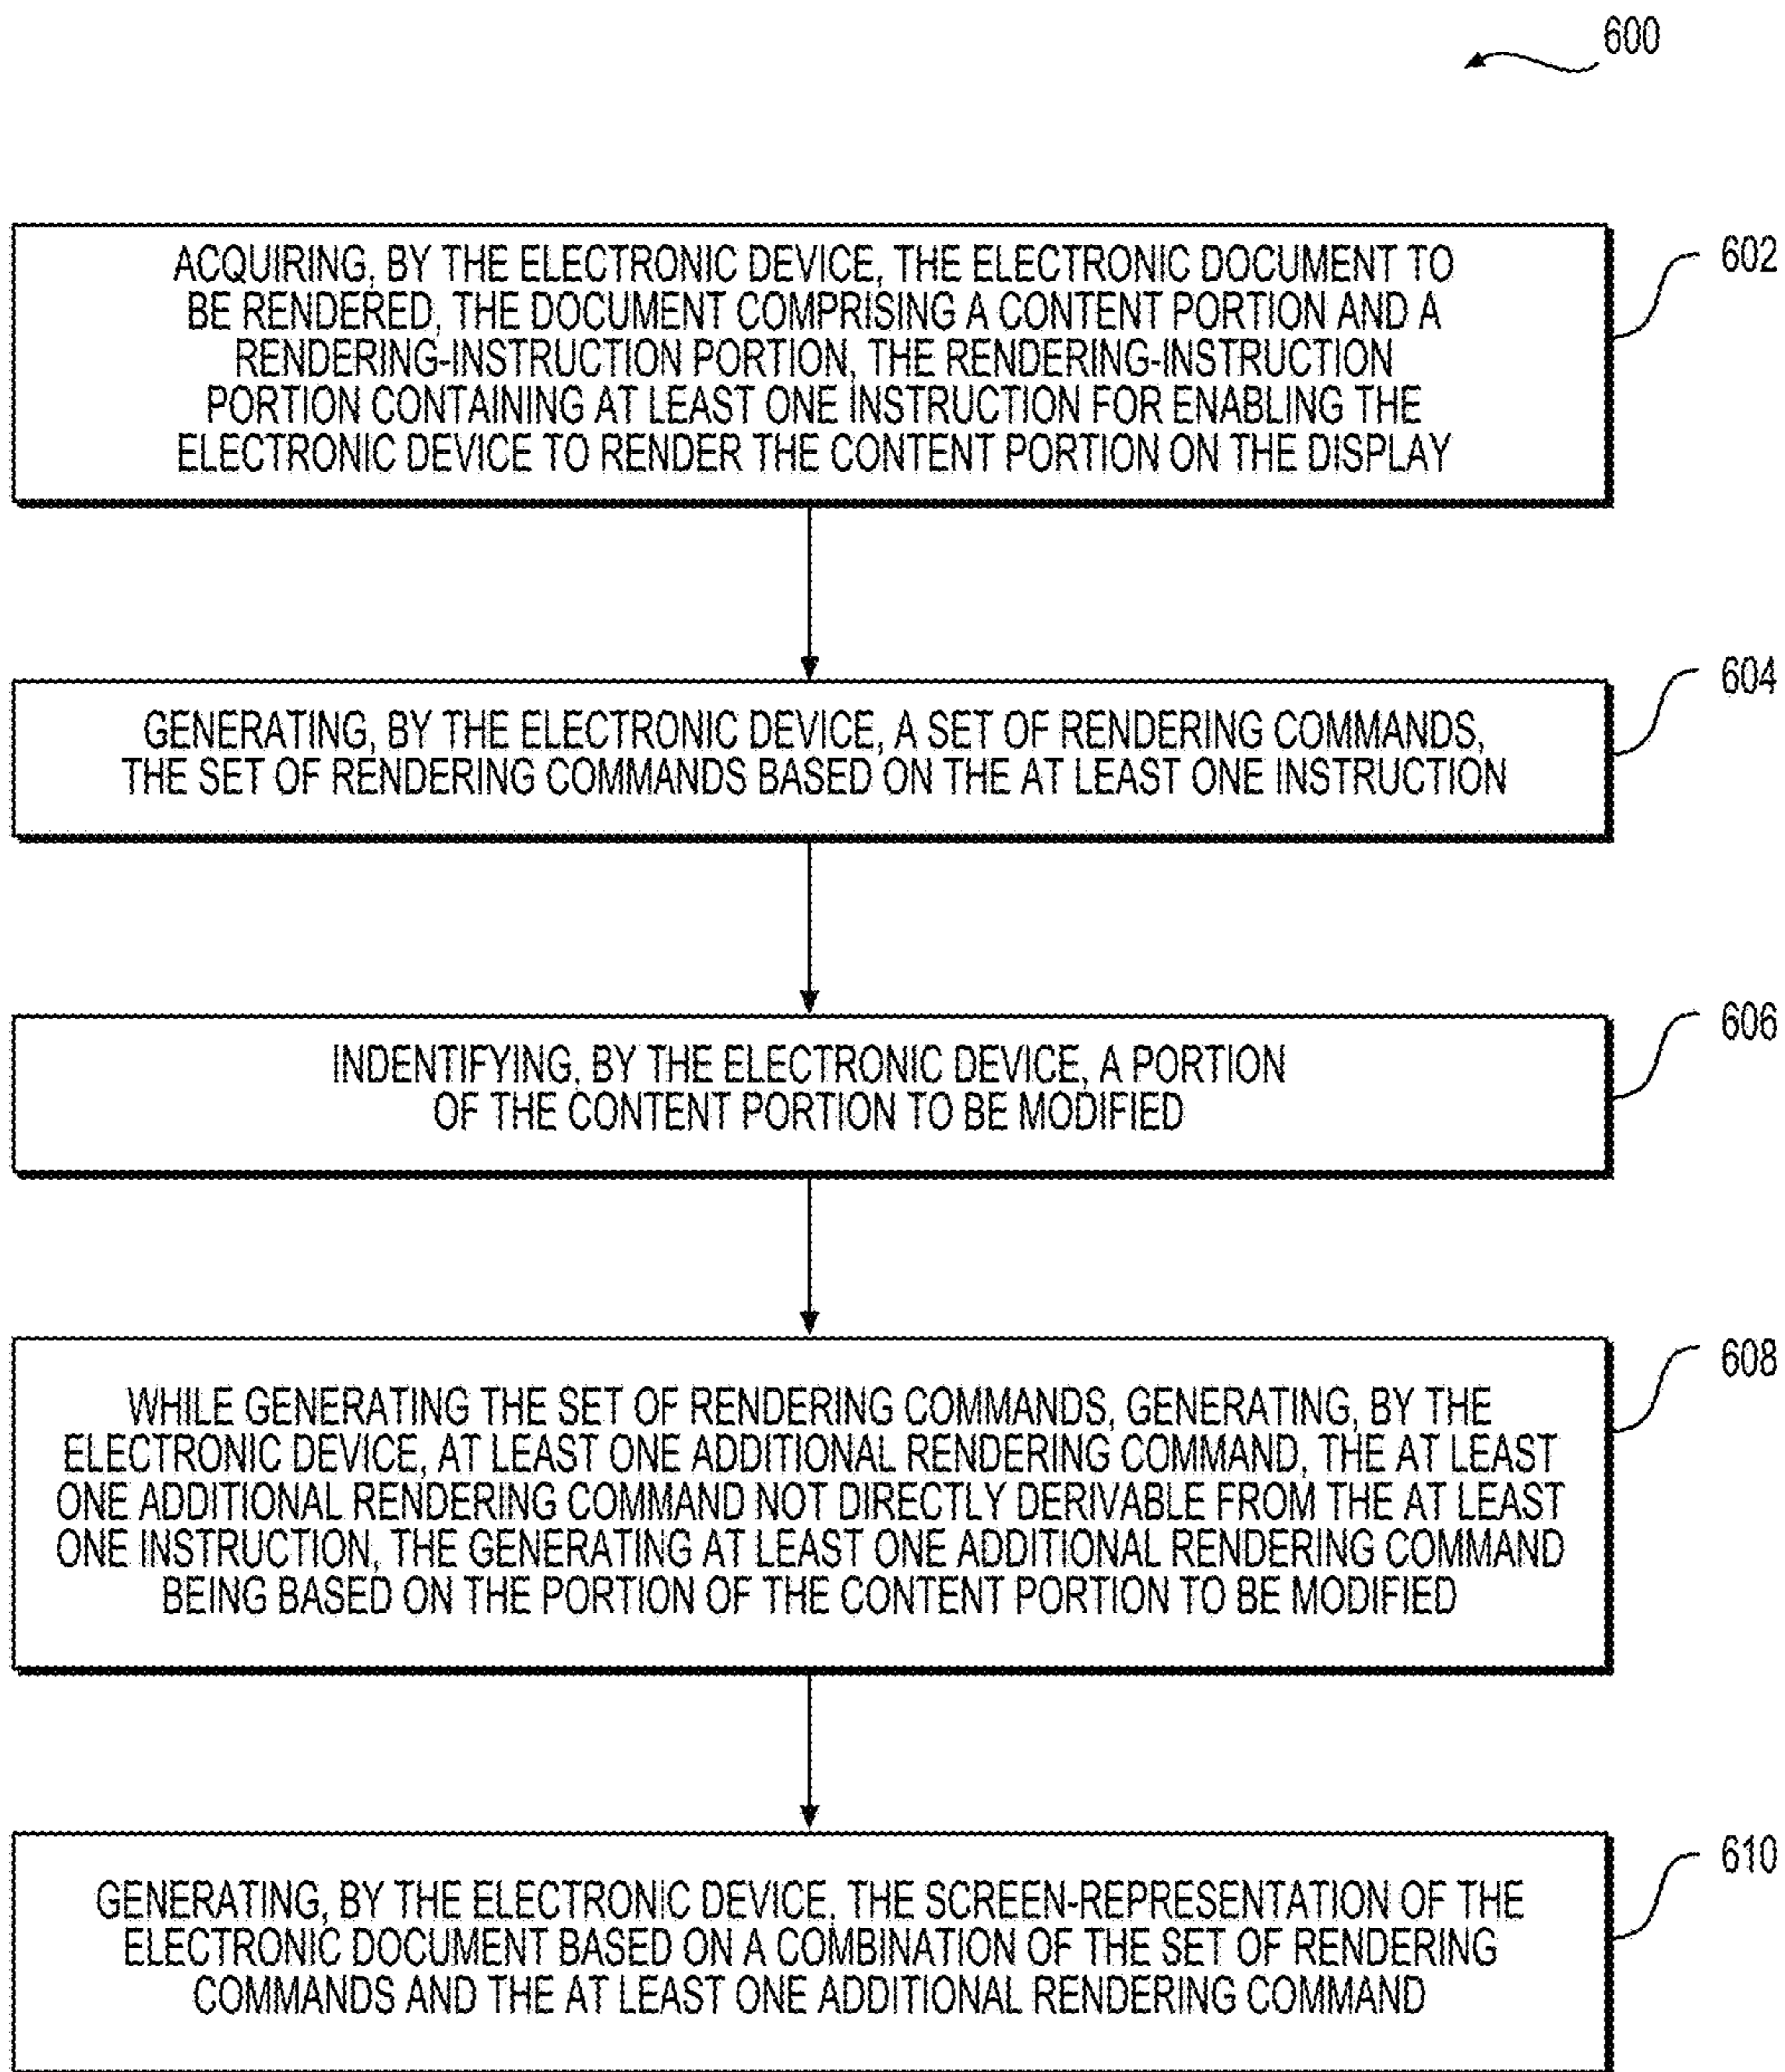 600
ACQUIRING, BY THE ELECTRONIC DEVICE, THE ELECTRONIC DOCUMENT TO
BE RENDERED, THE DOCUMENT COMPRISING A CONTENT PORTION AND A
RENDERING-INSTRUCTION PORTION, THE RENDERING-INSTRUCTION
PORTION CONTAINING AT LEAST ONE INSTRUCTION FOR ENABLING THE
ELECTRONIC DEVICE TO RENDER THE CONTENT PORTION ON THE DISPLAY
602
GENERATING, BY THE ELECTRONIC DEVICE, A SET OF RENDERING COMMANDS,
THE SET OF RENDERING COMMANDS BASED ON THE AT LEAST ONE INSTRUCTION
604
INDENTIFYING, BY THE ELECTRONIC DEVICE, A PORTION
OF THE CONTENT PORTION TO BE MODIFIED
606
WHILE GENERATING THE SET OF RENDERING COMMANDS, GENERATING, BY THE
ELECTRONIC DEVICE, AT LEAST ONE ADDITIONAL RENDERING COMMAND, THE AT LEAST
ONE ADDITIONAL RENDERING COMMAND NOT DIRECTLY DERIVABLE FROM THE AT LEAST
ONE INSTRUCTION, THE GENERATING AT LEAST ONE ADDITIONAL RENDERING COMMAND
BEING BASED ON THE PORTION OF THE CONTENT PORTION TO BE MODIFIED
608
GENERATING, BY THE ELECTRONIC DEVICE, THE SCREEN-REPRESENTATION OF THE
ELECTRONIC DOCUMENT BASED ON A COMBINATION OF THE SET OF RENDERING
COMMANDS AND THE AT LEAST ONE ADDITIONAL RENDERING COMMAND
610